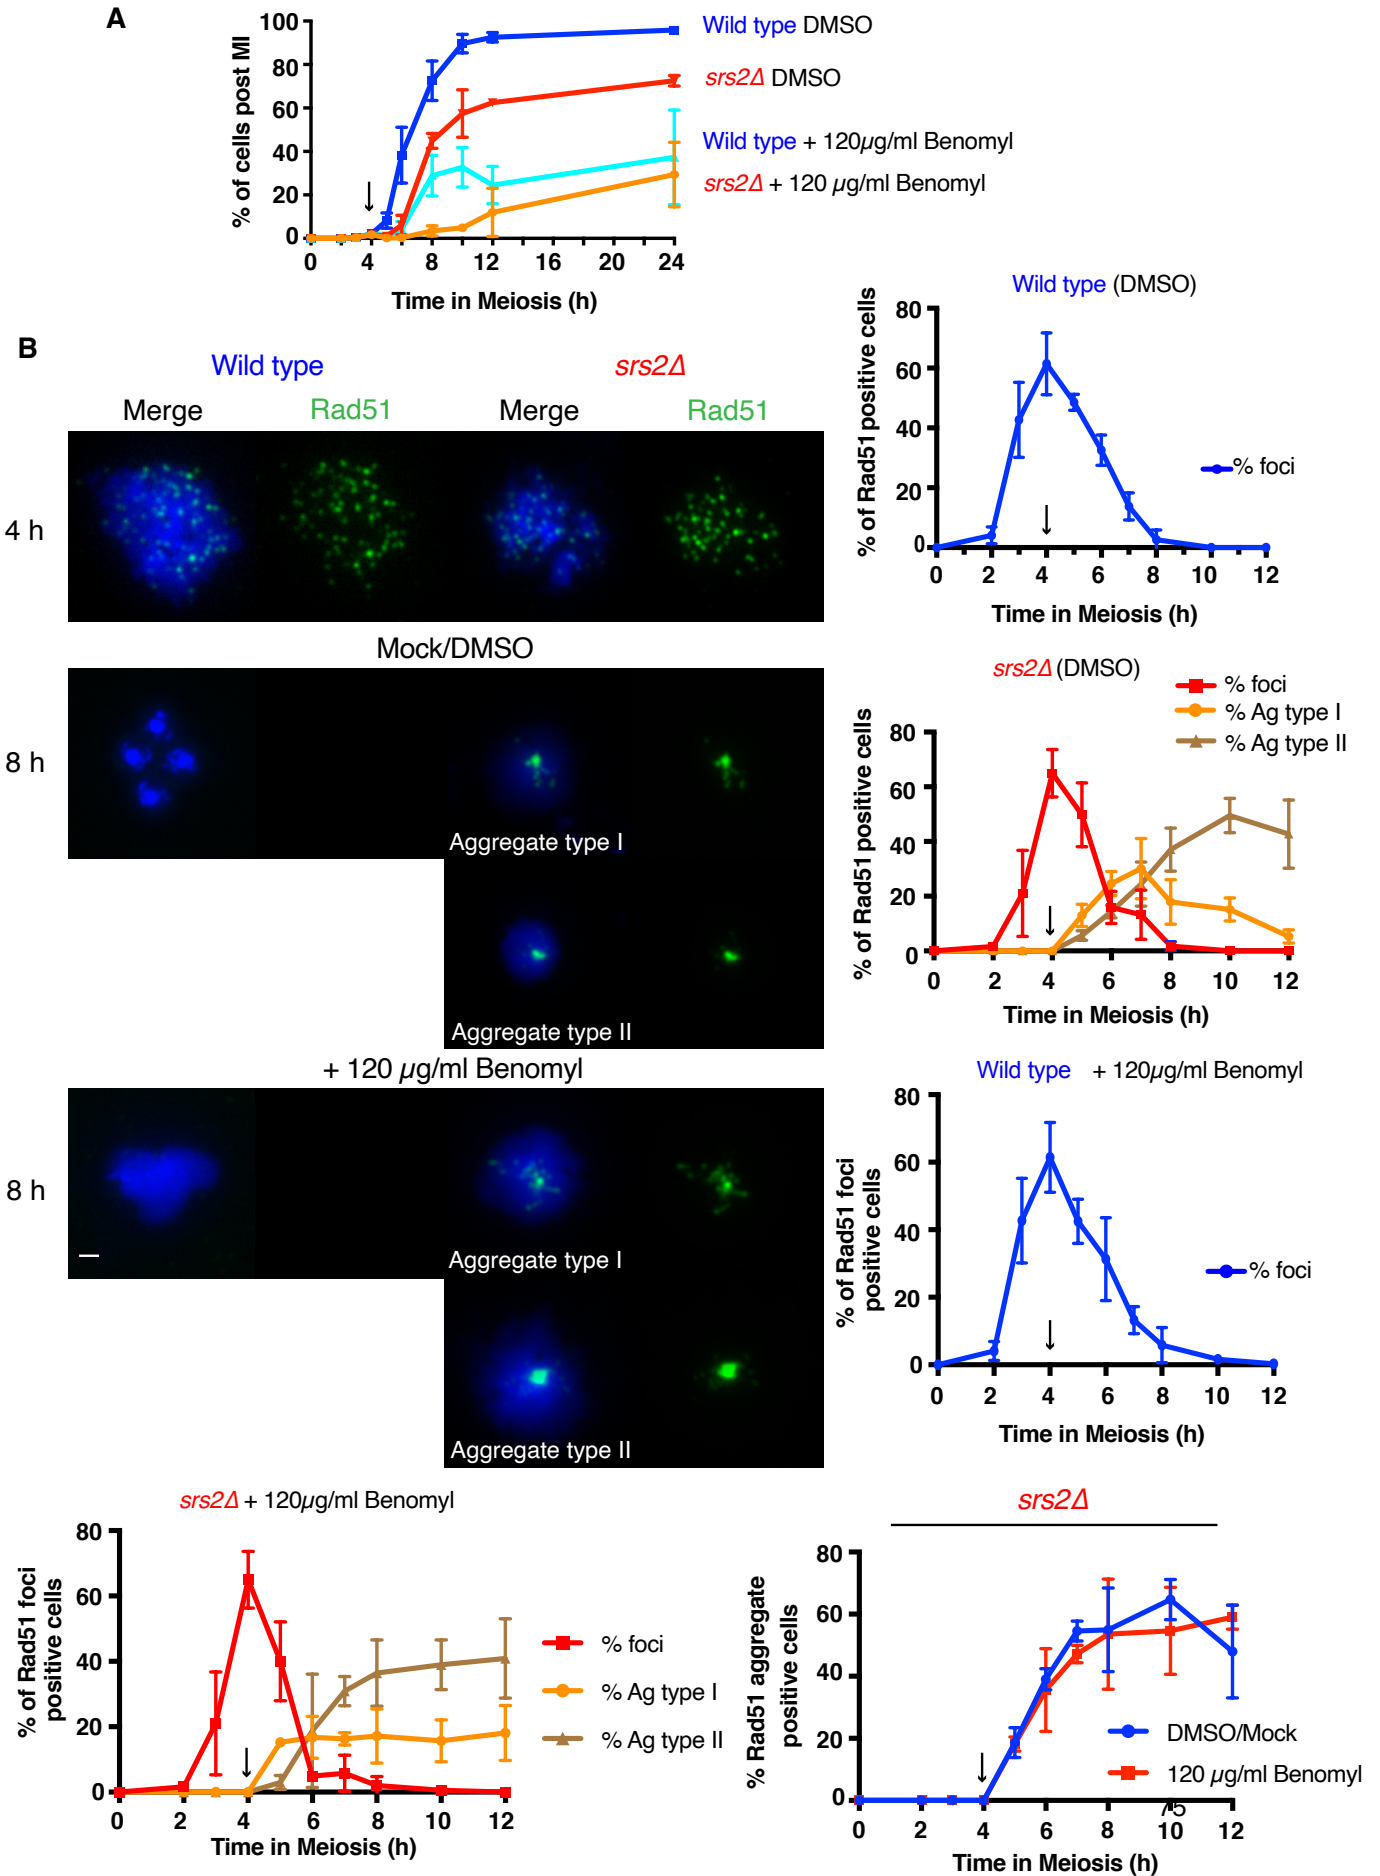 A
100
80
60
40
20
0
% of cells post MI
0 4 8 12 16 20 24
Time in Meiosis (h)
Wild type DMSO
srs2Δ DMSO
Wild type + 120µg/ml Benomyl
srs2Δ + 120 µg/ml Benomyl
B
Wild type srs2Δ
Merge Rad51 Merge Rad51
4 h
Mock/DMSO
8 h
Aggregate type I
Aggregate type II
+ 120 µg/ml Benomyl
8 h
Aggregate type I
Aggregate type II
Wild type (DMSO)
% of Rad51 positive cells
80
60
40
20
0
% foci
0 2 4 6 8 10 12
Time in Meiosis (h)
srs2Δ (DMSO)
% foci
% Ag type I
% Ag type II
% of Rad51 positive cells
80
60
40
20
0
0 2 4 6 8 10 12
Time in Meiosis (h)
Wild type + 120µg/ml Benomyl
% of Rad51 foci
positive cells
80
60
40
20
0
% foci
0 2 4 6 8 10 12
Time in Meiosis (h)
srs2Δ + 120µg/ml Benomyl
% of Rad51 foci
positive cells
80
60
40
20
0
% foci
% Ag type I
% Ag type II
0 2 4 6 8 10 12
Time in Meiosis (h)
srs2Δ
% Rad51 aggregate
positive cells
80
60
40
20
0
DMSO/Mock
120 µg/ml Benomyl
75
0 2 4 6 8 10 12
Time in Meiosis (h)